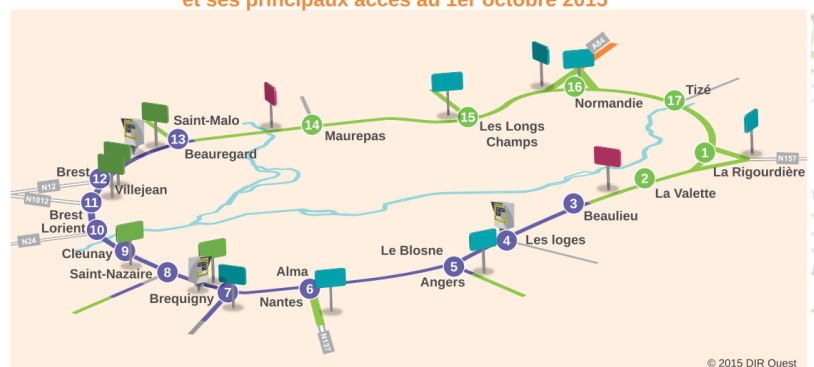 et ses principaux accès au 1er octobre 2015
A84
16
Normandie
17
Tizé
Saint-Malo
13
Beauregard
14
Maurepas
15
Les Longs
Champs
1
La Rigourdière
N157
2
La Valette
3
Beaulieu
4
Les loges
Le Blosne
5
Angers
Alma
6
Nantes
N137
7
Brequigny
8
Saint-Nazaire
9
Cleunay
10
Lorient
N24
11
Brest
N1012
12
Brest
N12
Villejean
© 2015 DIR Ouest